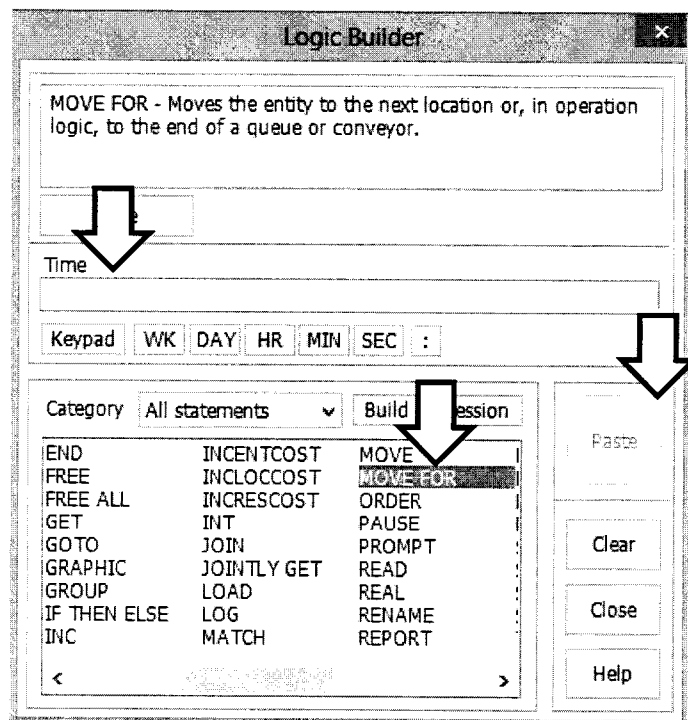 Logic Builder
MOVE FOR - Moves the entity to the next location or, in operation
logic, to the end of a queue or conveyor.
Time
Keypad WK DAY HR MIN SEC :
Category All statements Build
END INCENTCOST MOVE
FREE INCLOCCOST MOVE FOR
FREE ALL INCRESCOST ORDER
GET INT PAUSE
GOTO JOIN PROMPT
GRAPHIC JOINTLY GET READ
GROUP LOAD REAL
IF THEN ELSE LOG RENAME
INC MATCH REPORT
Paste
Clear
Close
Help